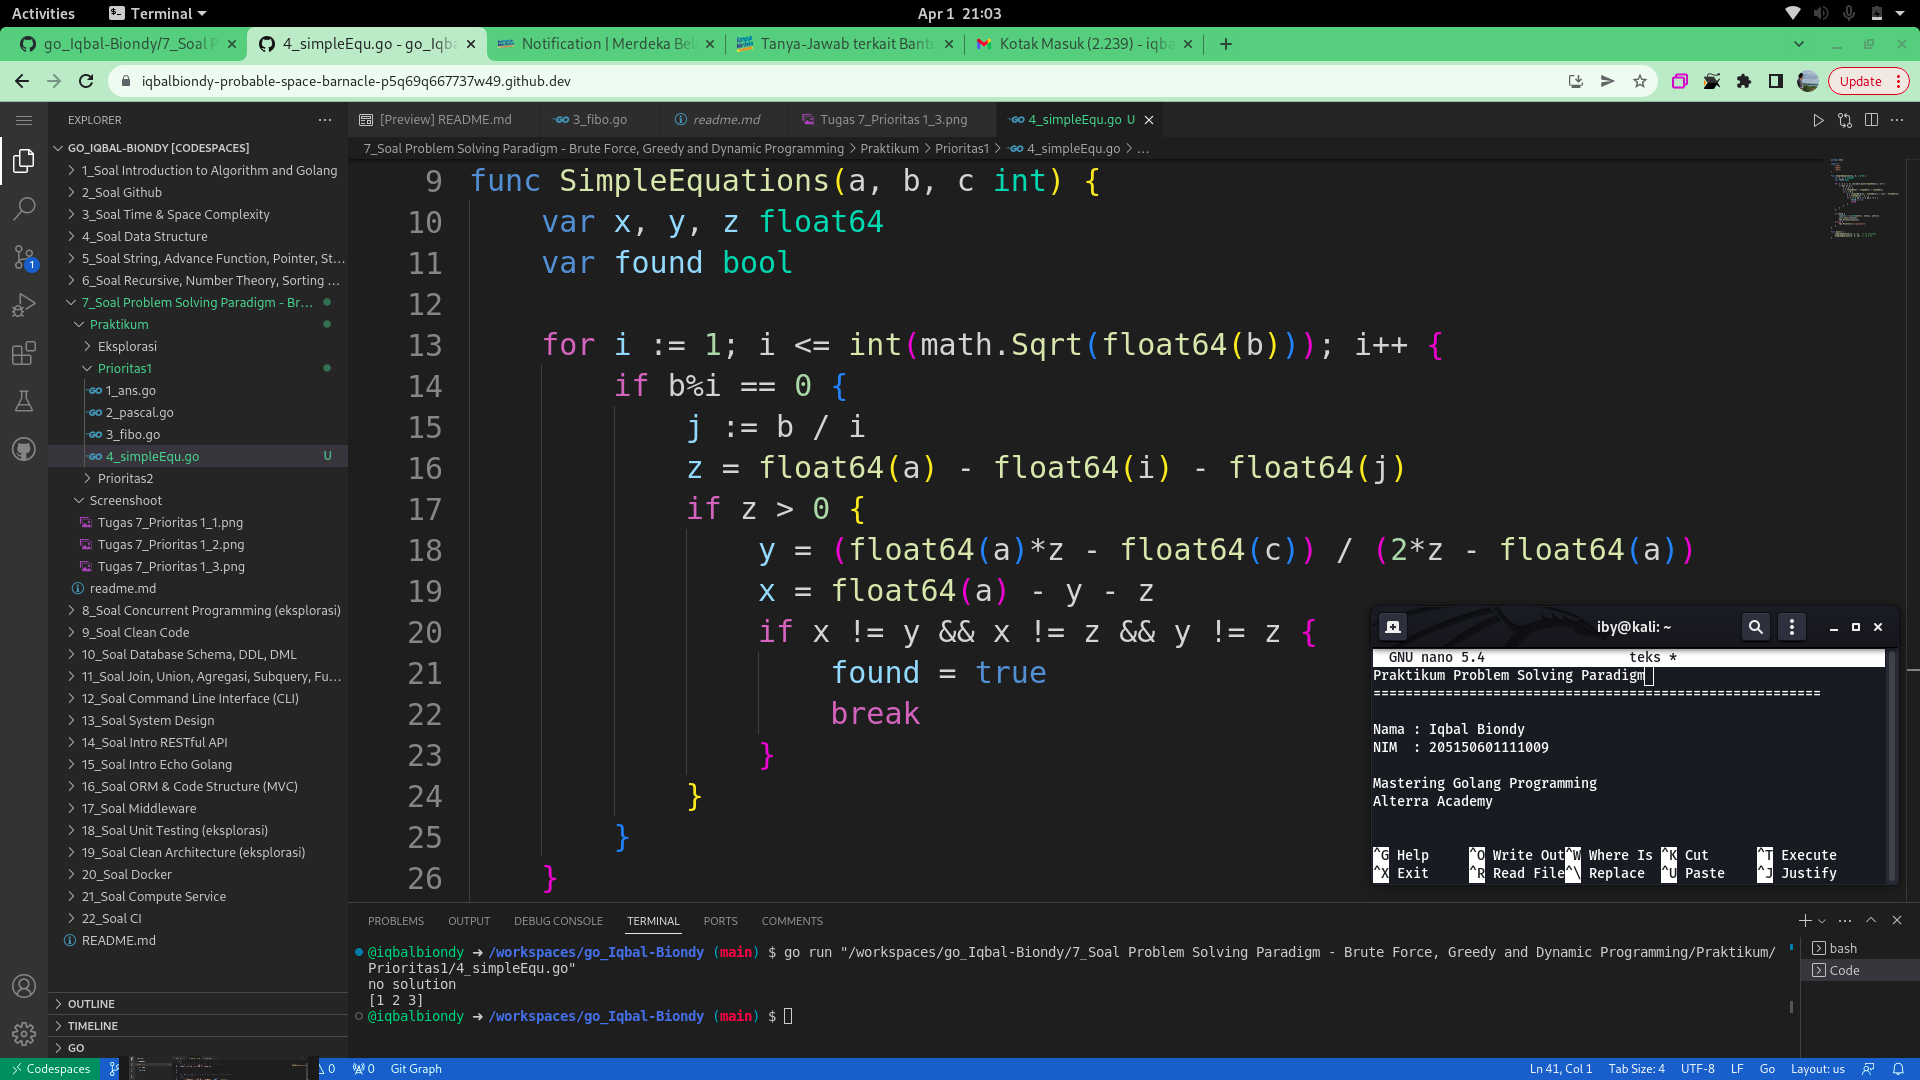 Activities
Terminal
Apr 1 21:03
go_Iqbal-Biondy/7_Soal P
4_simpleEqu.go - go_Iqb
Notification | Merdeka Bel
Tanya-Jawab terkait Bant
Kotak Masuk (2.239) - iqba
iqbalbiondy-probable-space-barnacle-p5q69q667737w49.github.dev
Update
EXPLORER
GO_IQBAL-BIONDY [CODESPACES]
1_Soal Introduction to Algorithm and Golang
2_Soal Github
3_Soal Time & Space Complexity
4_Soal Data Structure
5_Soal String, Advance Function, Pointer, St...
6_Soal Recursive, Number Theory, Sorting ...
7_Soal Problem Solving Paradigm - Br...
Praktikum
Eksplorasi
Prioritas1
GO 1_ans.go
GO 2_pascal.go
GO 3_fibo.go
GO 4_simpleEqu.go U
Prioritas2
Screenshoot
Tugas 7_Prioritas 1_1.png
Tugas 7_Prioritas 1_2.png
Tugas 7_Prioritas 1_3.png
readme.md
8_Soal Concurrent Programming (eksplorasi)
9_Soal Clean Code
10_Soal Database Schema, DDL, DML
11_Soal Join, Union, Agregasi, Subquery, Fu...
12_Soal Command Line Interface (CLI)
13_Soal System Design
14_Soal Intro RESTful API
15_Soal Intro Echo Golang
16_Soal ORM & Code Structure (MVC)
17_Soal Middleware
18_Soal Unit Testing (eksplorasi)
19_Soal Clean Architecture (eksplorasi)
20_Soal Docker
21_Soal Compute Service
22_Soal CI
README.md
OUTLINE
TIMELINE
GO
1
[Preview] README.md
GO 3_fibo.go
readme.md
Tugas 7_Prioritas 1_3.png
GO 4_simpleEqu.go U
7_Soal Problem Solving Paradigm - Brute Force, Greedy and Dynamic Programming > Praktikum > Prioritas1 > GO 4_simpleEqu.go > ...
9 func SimpleEquations(a, b, c int) {
10 var x, y, z float64
11 var found bool
12
13 for i := 1; i <= int(math.Sqrt(float64(b))); i++ {
14 if b%i == 0 {
15 j := b / i
16 z = float64(a) - float64(i) - float64(j)
17 if z > 0 {
18 y = (float64(a)*z - float64(c)) / (2*z - float64(a))
19 x = float64(a) - y - z
20 if x != y && x != z && y != z {
21 found = true
22 break
23 }
24 }
25 }
26 }
iby@kali: ~
GNU nano 5.4 teks *
Praktikum Problem Solving Paradigm
========================================================
Nama : Iqbal Biondy
NIM : 205150601111009
Mastering Golang Programming
Alterra Academy
^G Help ^O Write Out ^W Where Is ^K Cut ^T Execute
^X Exit ^R Read File ^\ Replace ^U Paste ^J Justify
PROBLEMS OUTPUT DEBUG CONSOLE TERMINAL PORTS COMMENTS
@iqbalbiondy ➜ /workspaces/go_Iqbal-Biondy (main) $ go run "/workspaces/go_Iqbal-Biondy/7_Soal Problem Solving Paradigm - Brute Force, Greedy and Dynamic Programming/Praktikum/
Prioritas1/4_simpleEqu.go"
no solution
[1 2 3]
@iqbalbiondy ➜ /workspaces/go_Iqbal-Biondy (main) $
bash
Code
Codespaces
0
0
Git Graph
Ln 41, Col 1 Tab Size: 4 UTF-8 LF Go Layout: us